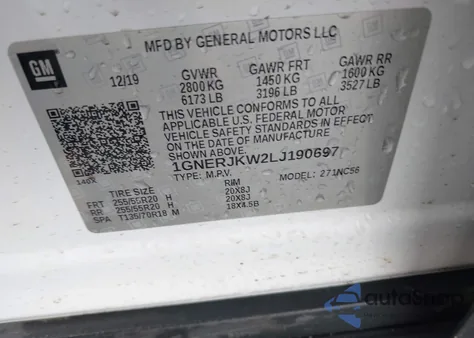 MFD BY GENERAL MOTORS LLC
GM
12/19 GVWR GAWR FRT GAWR RR
2800 KG 1450 KG 1600 KG
6173 LB 3196 LB 3527 LB
THIS VEHICLE CONFORMS TO ALL
APPLICABLE U.S. FEDERAL MOTOR
VEHICLE SAFETY STANDARDS IN EFFECT
ON THE DATE OF MANUFACTURE
SHOWN ABOVE.
1GNERJKW2LJ190697
TYPE: M.P.V. MODEL: 271NC56
140X
TIRE SIZE RIM
FRT 255/55R20 H 20X8J
RR 255/55R20 H 20X8J
SPA T135/70R18 M 18X4.5B
autoSnap